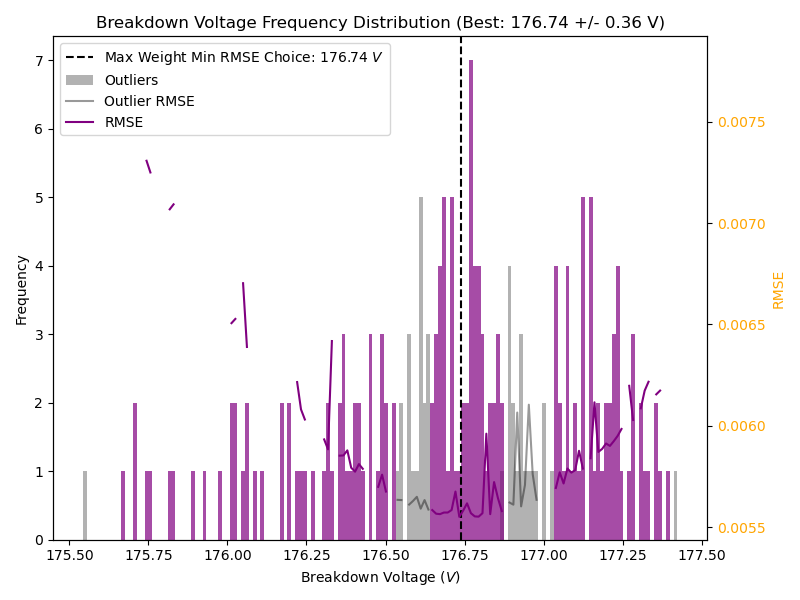 Breakdown Voltage Frequency Distribution (Best: 176.74 +/- 0.36 V)
Max Weight Min RMSE Choice: 176.74 V
Outliers
Outlier RMSE
RMSE
Frequency
7
6
5
4
3
2
1
0
0.0075
0.0070
0.0065
0.0060
0.0055
RMSE
175.50 175.75 176.00 176.25 176.50 176.75 177.00 177.25 177.50
Breakdown Voltage (V)